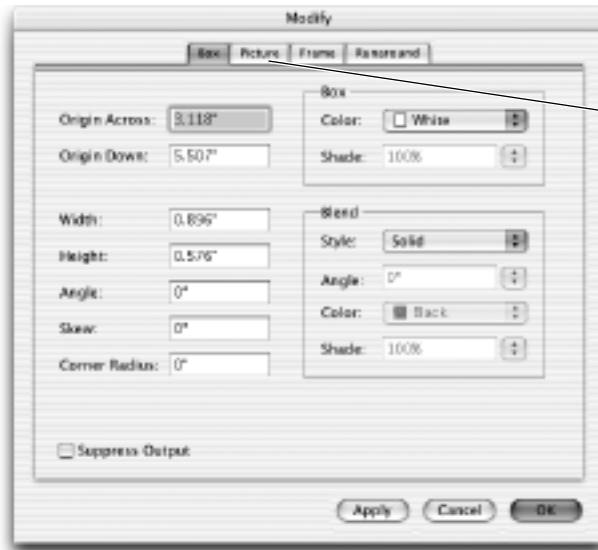 Modify
Box Picture Frame Runaround
Origin Across: 3.118"
Origin Down: 5.507"
Width: 0.896"
Height: 0.576"
Angle: 0°
Skew: 0°
Corner Radius: 0"
Suppress Output
Box
Color: White
Shade: 100%
Blend
Style: Solid
Angle: 0°
Color: Black
Shade: 100%
Apply Cancel OK